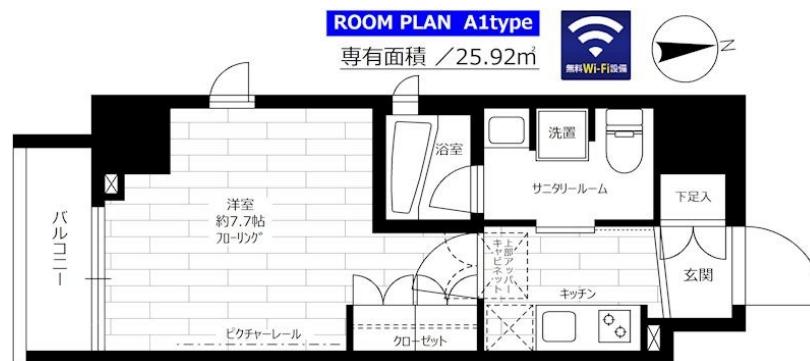 ROOM PLAN A1type
専有面積 ／25.92㎡
無料Wi-Fi設備
N
浴室
洗置
サニタリールーム
下足入
洋室
約7.7帖
フローリング
バルコニー
上部アッパー
キャビネット
キッチン
玄関
ピクチャーレール
クローゼット